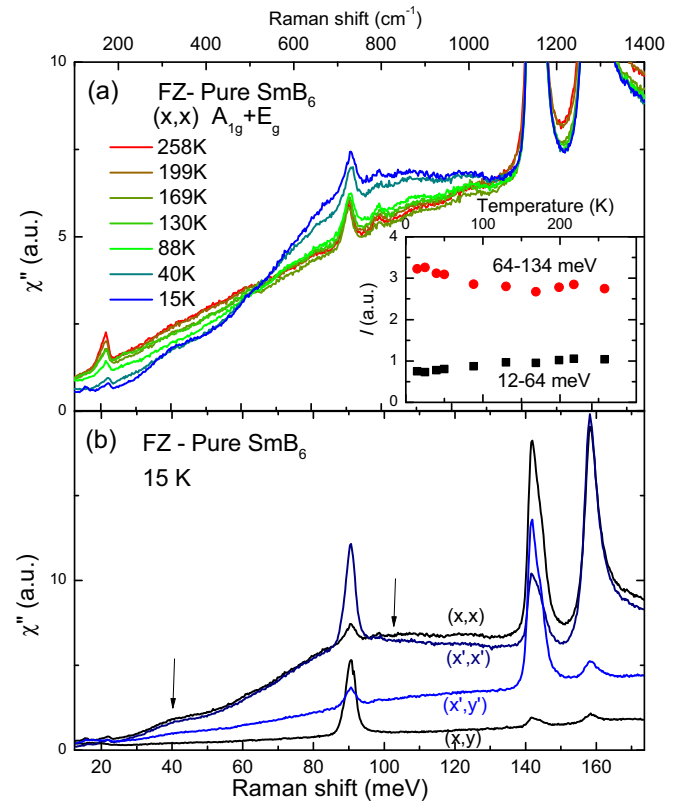 Raman shift (cm⁻¹)
200 400 600 800 1000 1200 1400
10
(a)
FZ- Pure SmB₆
(x,x) A₁g+Eg
258K
199K
169K
130K
88K
40K
15K
5
0
χ'' (a.u.)
Temperature (K)
0 100 200
4
3
2
1
0
I (a.u.)
64-134 meV
12-64 meV
(b)
FZ - Pure SmB₆
15 K
10
0
χ'' (a.u.)
(x,x)
(x',x')
(x',y')
(x,y)
20 40 60 80 100 120 140 160
Raman shift (meV)